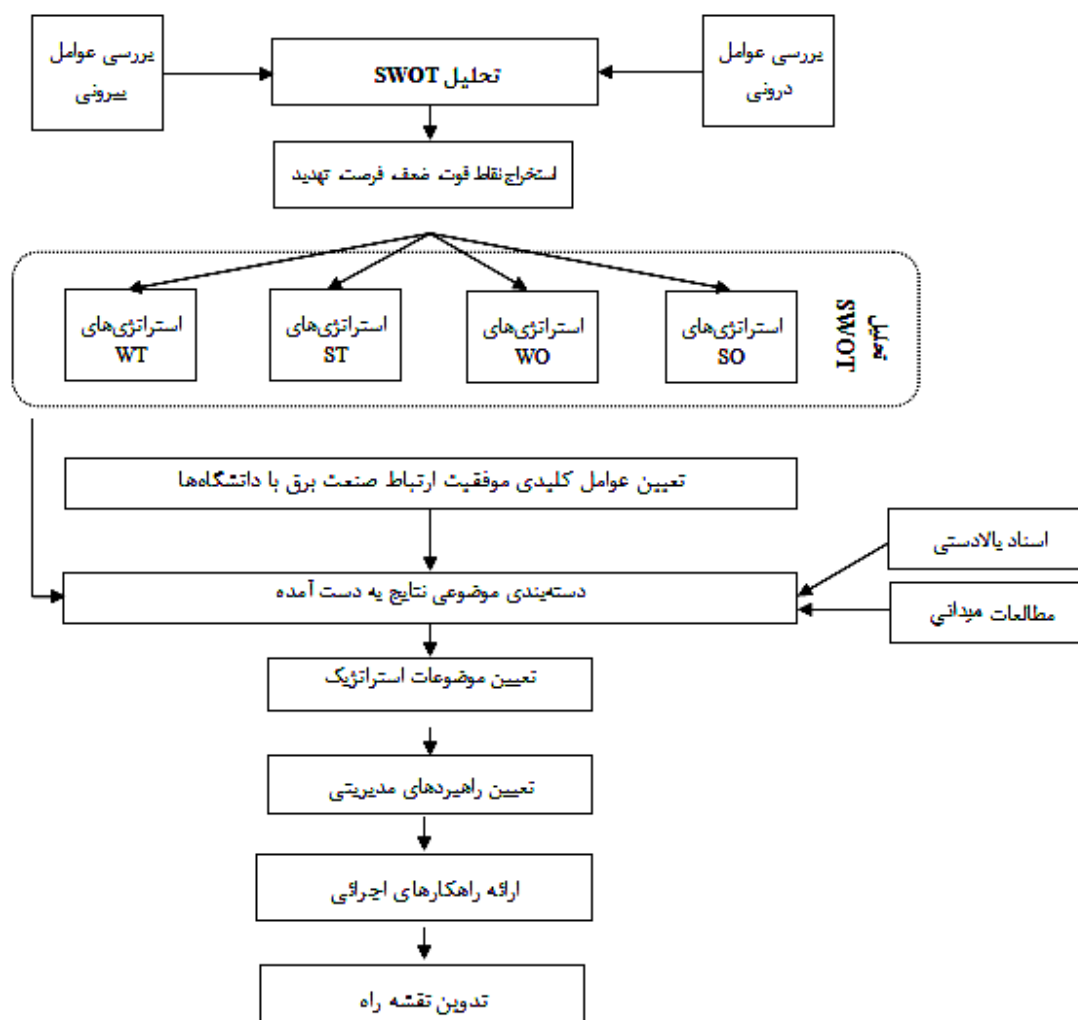 بررسی عوامل
درونی
تحلیل SWOT
بررسی عوامل
بیرونی
استخراج نقاط قوت، ضعف، فرصت، تهدید
تحلیل
SWOT
استراتژی‌های
SO
استراتژی‌های
WO
استراتژی‌های
ST
استراتژی‌های
WT
تعیین عوامل کلیدی موفقیت ارتباط صنعت برق با دانشگاه‌ها
اسناد بالادستی
دسته‌بندی موضوعی نتایج به دست آمده
مطالعات میدانی
تعیین موضوعات استراتژیک
تعیین راهبردهای مدیریتی
ارائه راهکارهای اجرائی
تدوین نقشه راه